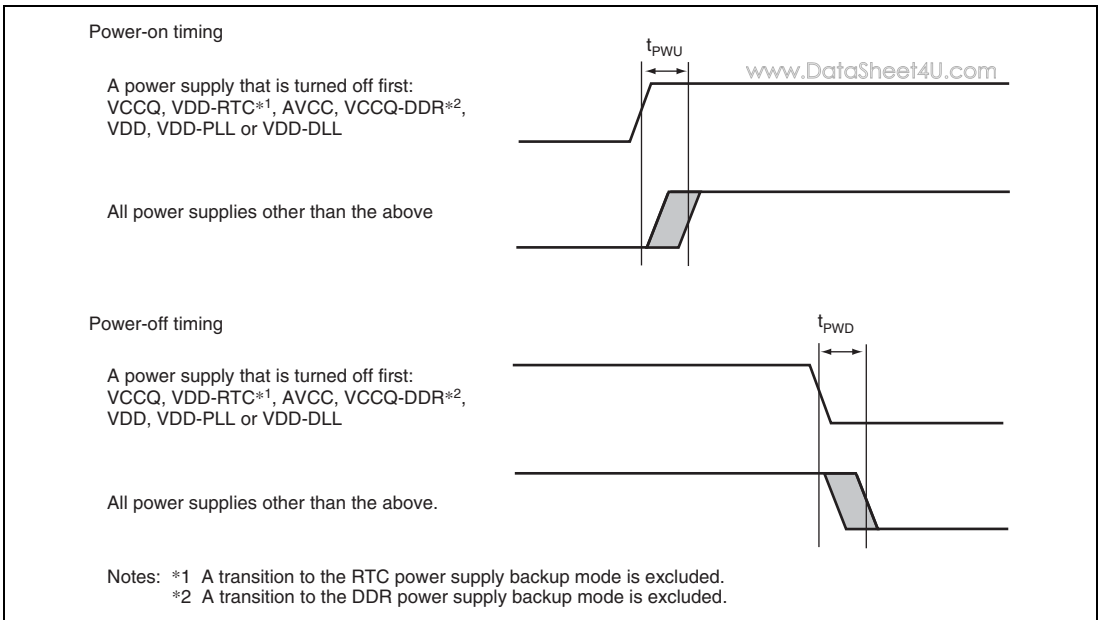 Power-on timing
tPWU
www.DataSheet4U.com
A power supply that is turned off first:
VCCQ, VDD-RTC*1, AVCC, VCCQ-DDR*2,
VDD, VDD-PLL or VDD-DLL
All power supplies other than the above
Power-off timing
tPWD
A power supply that is turned off first:
VCCQ, VDD-RTC*1, AVCC, VCCQ-DDR*2,
VDD, VDD-PLL or VDD-DLL
All power supplies other than the above.
Notes: *1 A transition to the RTC power supply backup mode is excluded.
*2 A transition to the DDR power supply backup mode is excluded.